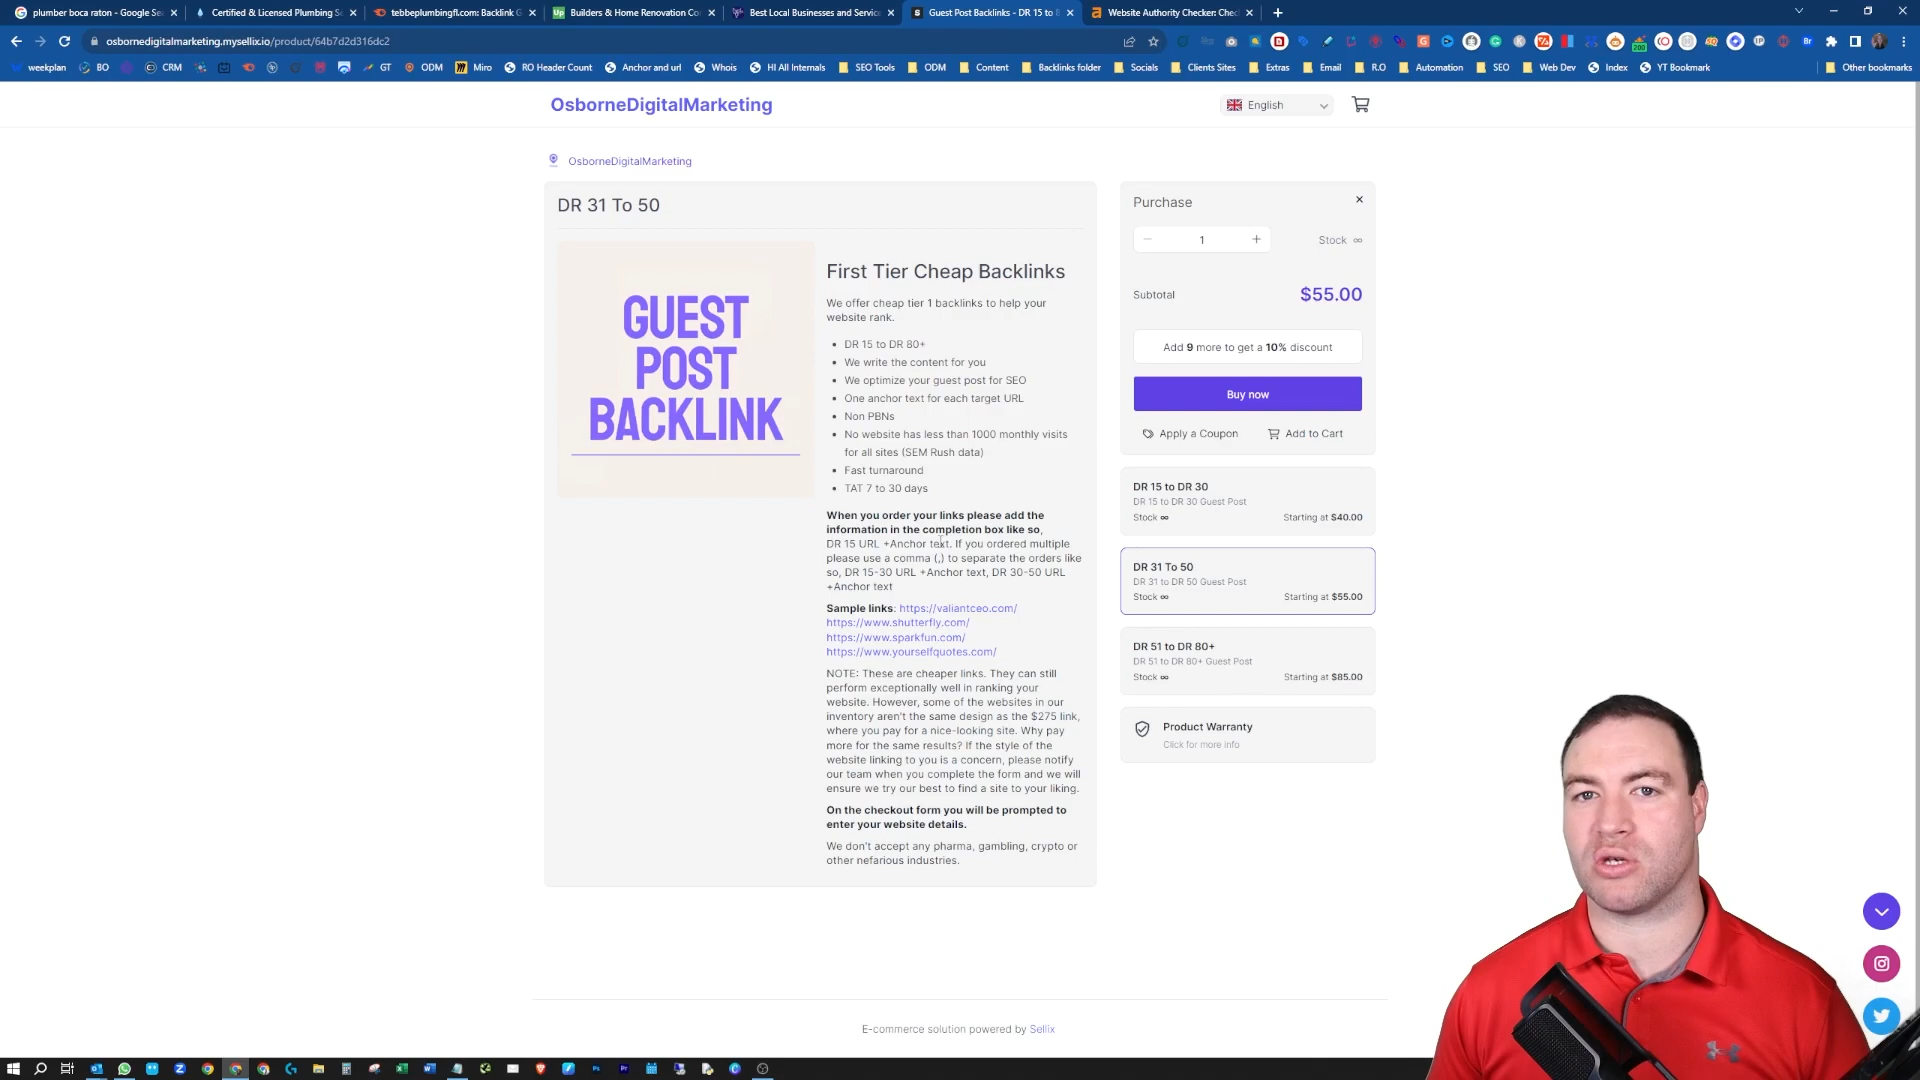 plumber boca raton - Google Se
Certified & Licensed Plumbing Se
tebbeplumbingfl.com: Backlink G
Builders & Home Renovation Co
Best Local Businesses and Service
Guest Post Backlinks - DR 15 to 8
Website Authority Checker: Chec
osbornedigitalmarketing.mysellix.io/product/64b7d2d316dc2
weekplan
BO
CRM
GT
ODM
Miro
RO Header Count
Anchor and url
Whois
HI All Internals
SEO Tools
ODM
Content
Backlinks folder
Socials
Clients Sites
Extras
Email
R.O
Automation
SEO
Web Dev
Index
YT Bookmark
Other bookmarks
OsborneDigitalMarketing
English
OsborneDigitalMarketing
DR 31 To 50
GUEST
POST
BACKLINK
First Tier Cheap Backlinks
We offer cheap tier 1 backlinks to help your
website rank.
• DR 15 to DR 80+
• We write the content for you
• We optimize your guest post for SEO
• One anchor text for each target URL
• Non PBNs
• No website has less than 1000 monthly visits
for all sites (SEM Rush data)
• Fast turnaround
• TAT 7 to 30 days
When you order your links please add the
information in the completion box like so,
DR 15 URL +Anchor text. If you ordered multiple
please use a comma (,) to separate the orders like
so, DR 15-30 URL +Anchor text, DR 30-50 URL
+Anchor text
Sample links: https://valiantceo.com/
https://www.shutterfly.com/
https://www.sparkfun.com/
https://www.yourselfquotes.com/
NOTE: These are cheaper links. They can still
perform exceptionally well in ranking your
website. However, some of the websites in our
inventory aren't the same design as the $275 link,
where you pay for a nice-looking site. Why pay
more for the same results? If the style of the
website linking to you is a concern, please notify
our team when you complete the form and we will
ensure we try our best to find a site to your liking.
On the checkout form you will be prompted to
enter your website details.
We don't accept any pharma, gambling, crypto or
other nefarious industries.
Purchase
1
Stock ∞
Subtotal
$55.00
Add 9 more to get a 10% discount
Buy now
Apply a Coupon
Add to Cart
DR 15 to DR 30
DR 15 to DR 30 Guest Post
Stock ∞
Starting at $40.00
DR 31 To 50
DR 31 to DR 50 Guest Post
Stock ∞
Starting at $55.00
DR 51 to DR 80+
DR 51 to DR 80+ Guest Post
Stock ∞
Starting at $85.00
Product Warranty
Click for more info
E-commerce solution powered by Sellix